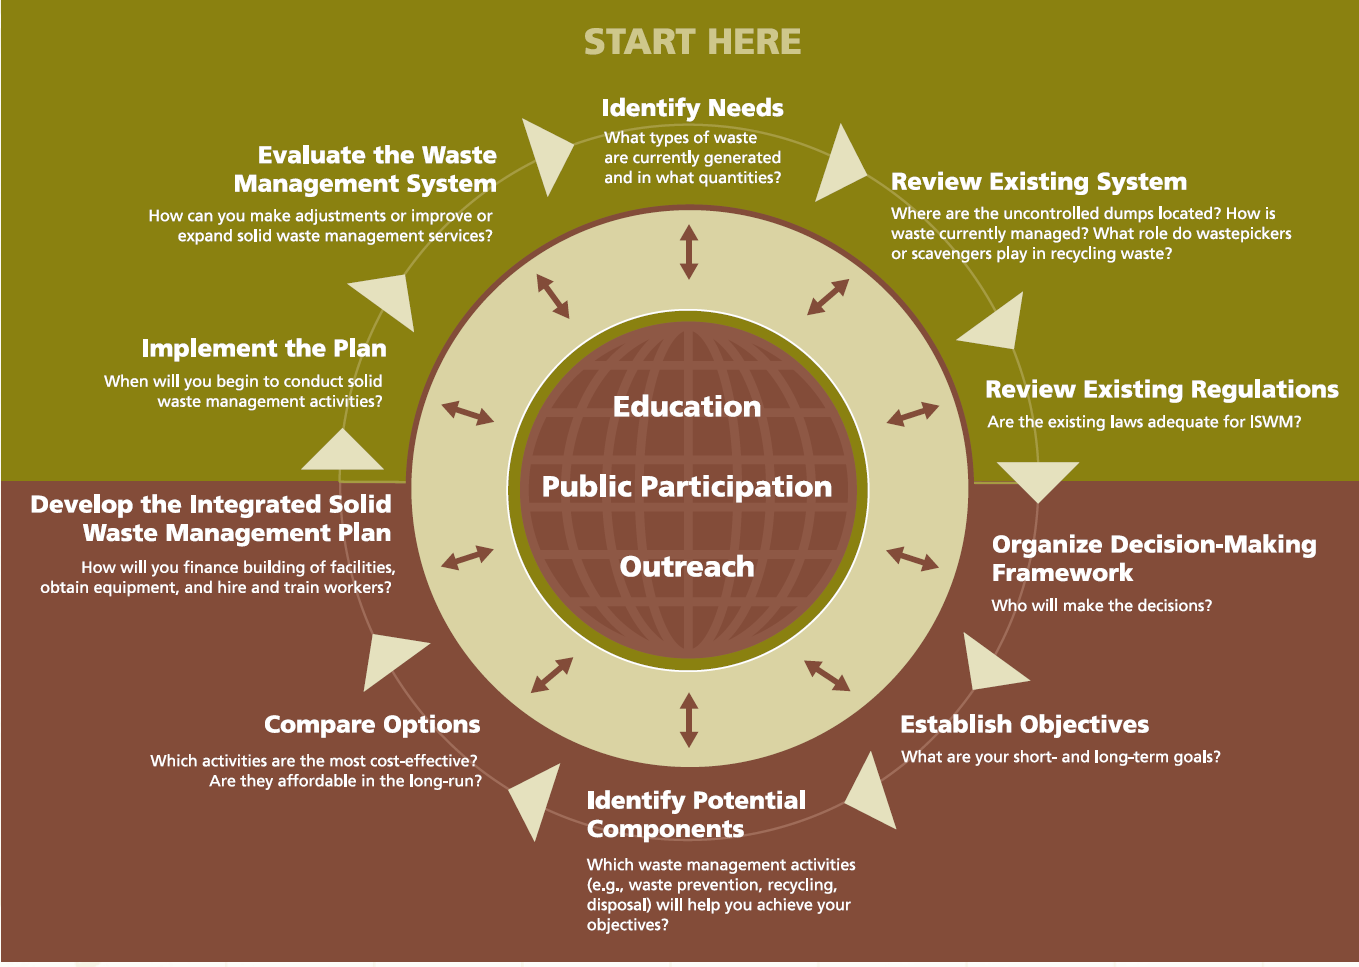 START HERE
Identify Needs
What types of waste
are currently generated
and in what quantities?
Review Existing System
Where are the uncontrolled dumps located? How is
waste currently managed? What role do wastepickers
or scavengers play in recycling waste?
Review Existing Regulations
Are the existing laws adequate for ISWM?
Organize Decision-Making
Framework
Who will make the decisions?
Establish Objectives
What are your short- and long-term goals?
Identify Potential
Components
Which waste management activities
(e.g., waste prevention, recycling,
disposal) will help you achieve your
objectives?
Compare Options
Which activities are the most cost-effective?
Are they affordable in the long-run?
Develop the Integrated Solid
Waste Management Plan
How will you finance building of facilities,
obtain equipment, and hire and train workers?
Implement the Plan
When will you begin to conduct solid
waste management activities?
Evaluate the Waste
Management System
How can you make adjustments or improve or
expand solid waste management services?
Education
Public Participation
Outreach